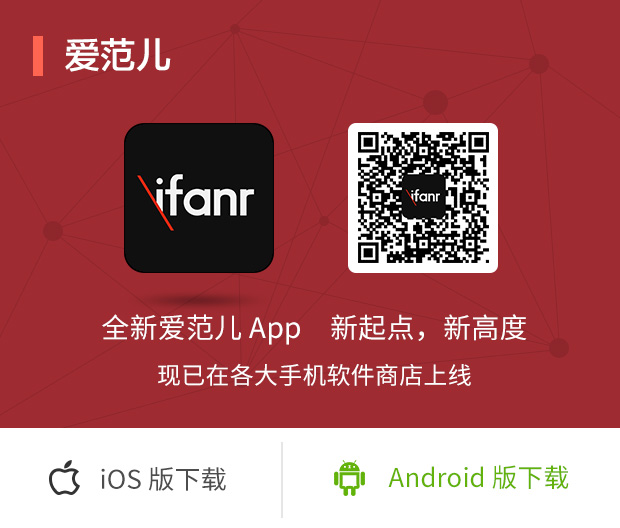 爱范儿
ifanr
ifanr
全新爱范儿 App 新起点，新高度
现已在各大手机软件商店上线
iOS 版下载
Android 版下载